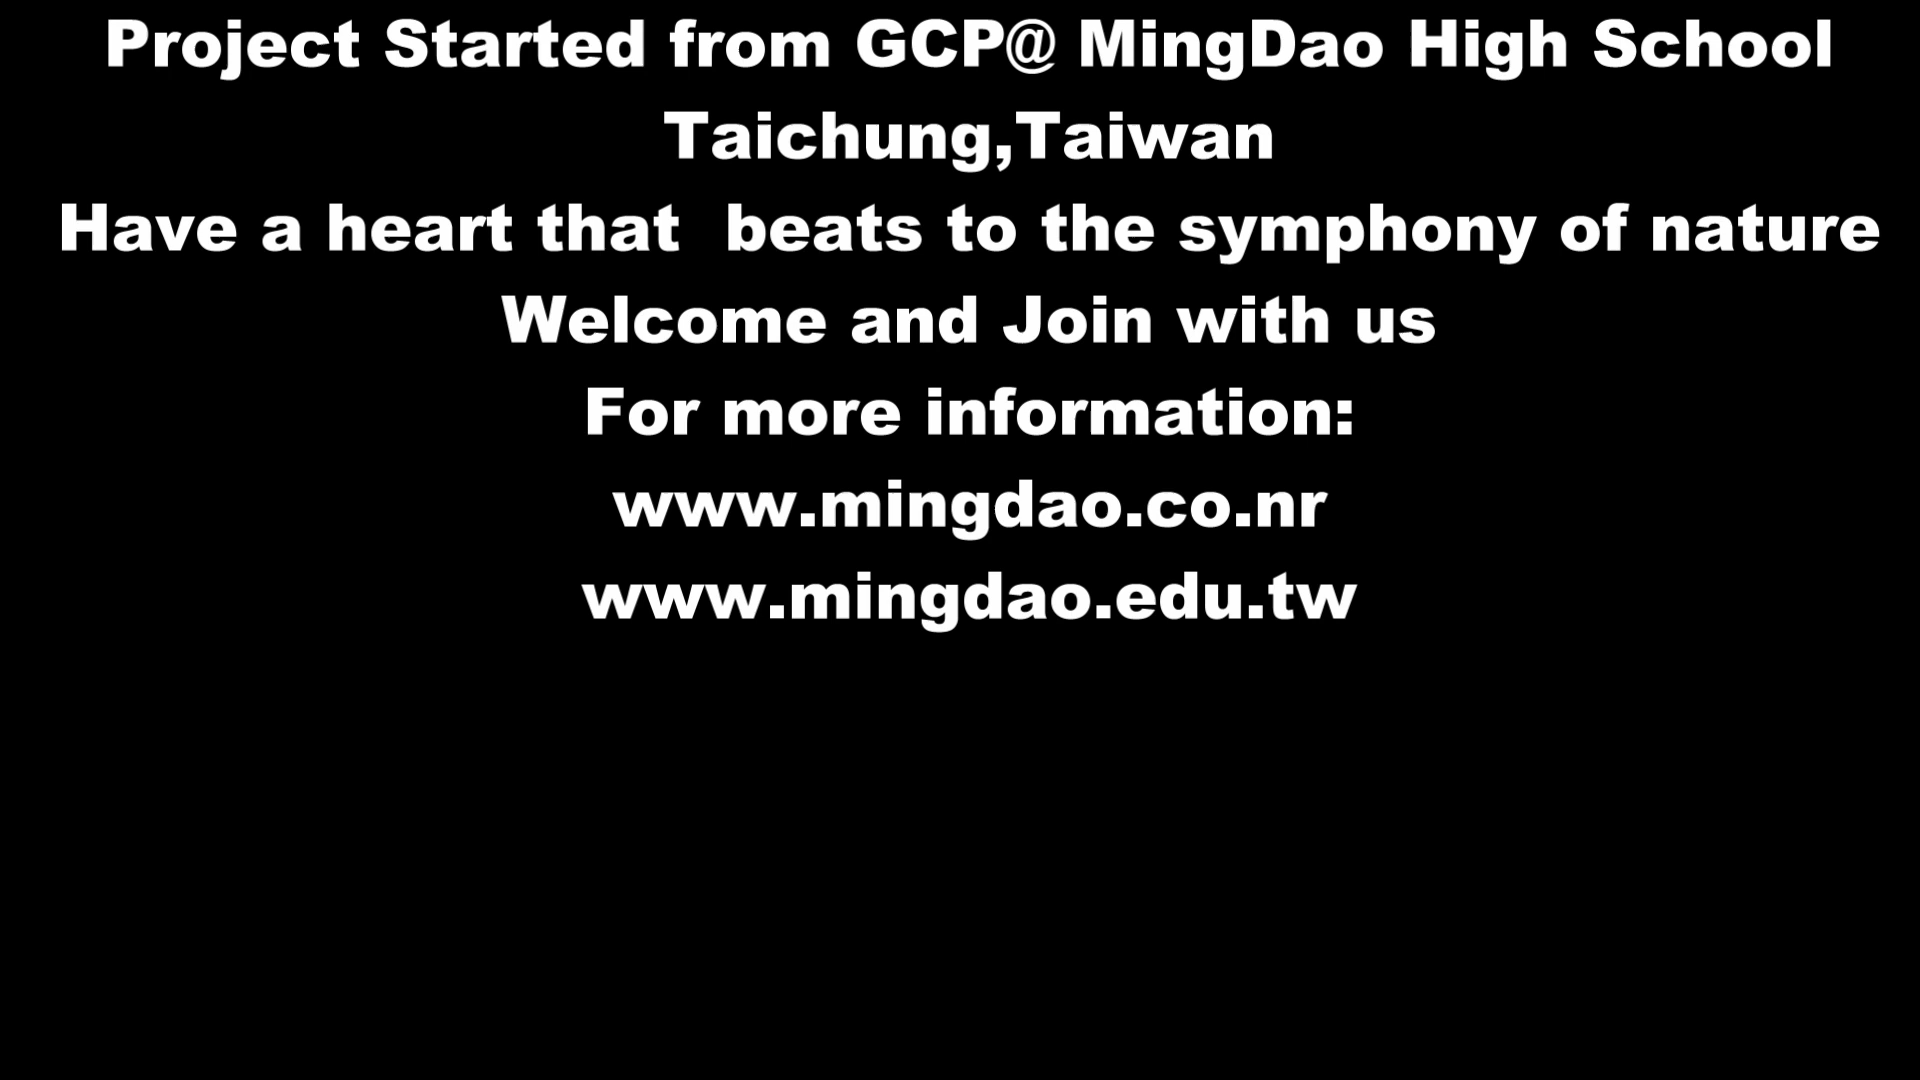 Project Started from GCP@ MingDao High School
Taichung,Taiwan
Have a heart that  beats to the symphony of nature
Welcome and Join with us
For more information:
www.mingdao.co.nr
www.mingdao.edu.tw